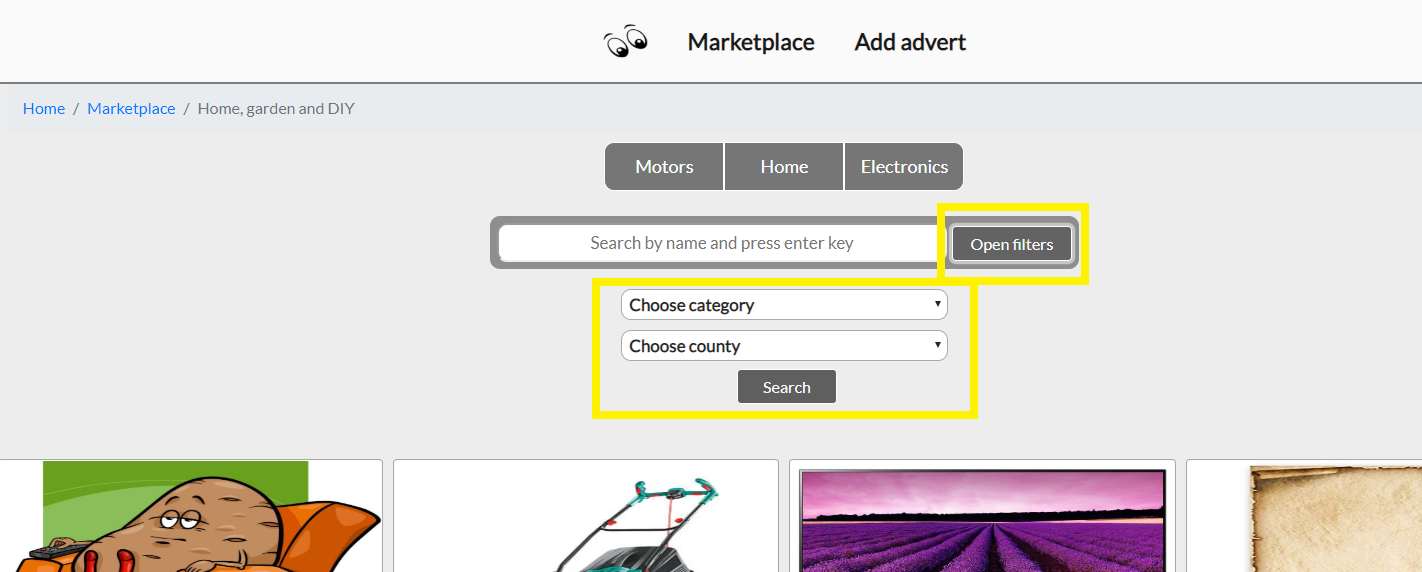 Marketplace Add advert
Home / Marketplace / Home, garden and DIY
Motors Home Electronics
Search by name and press enter key Open filters
Choose category
Choose county
Search